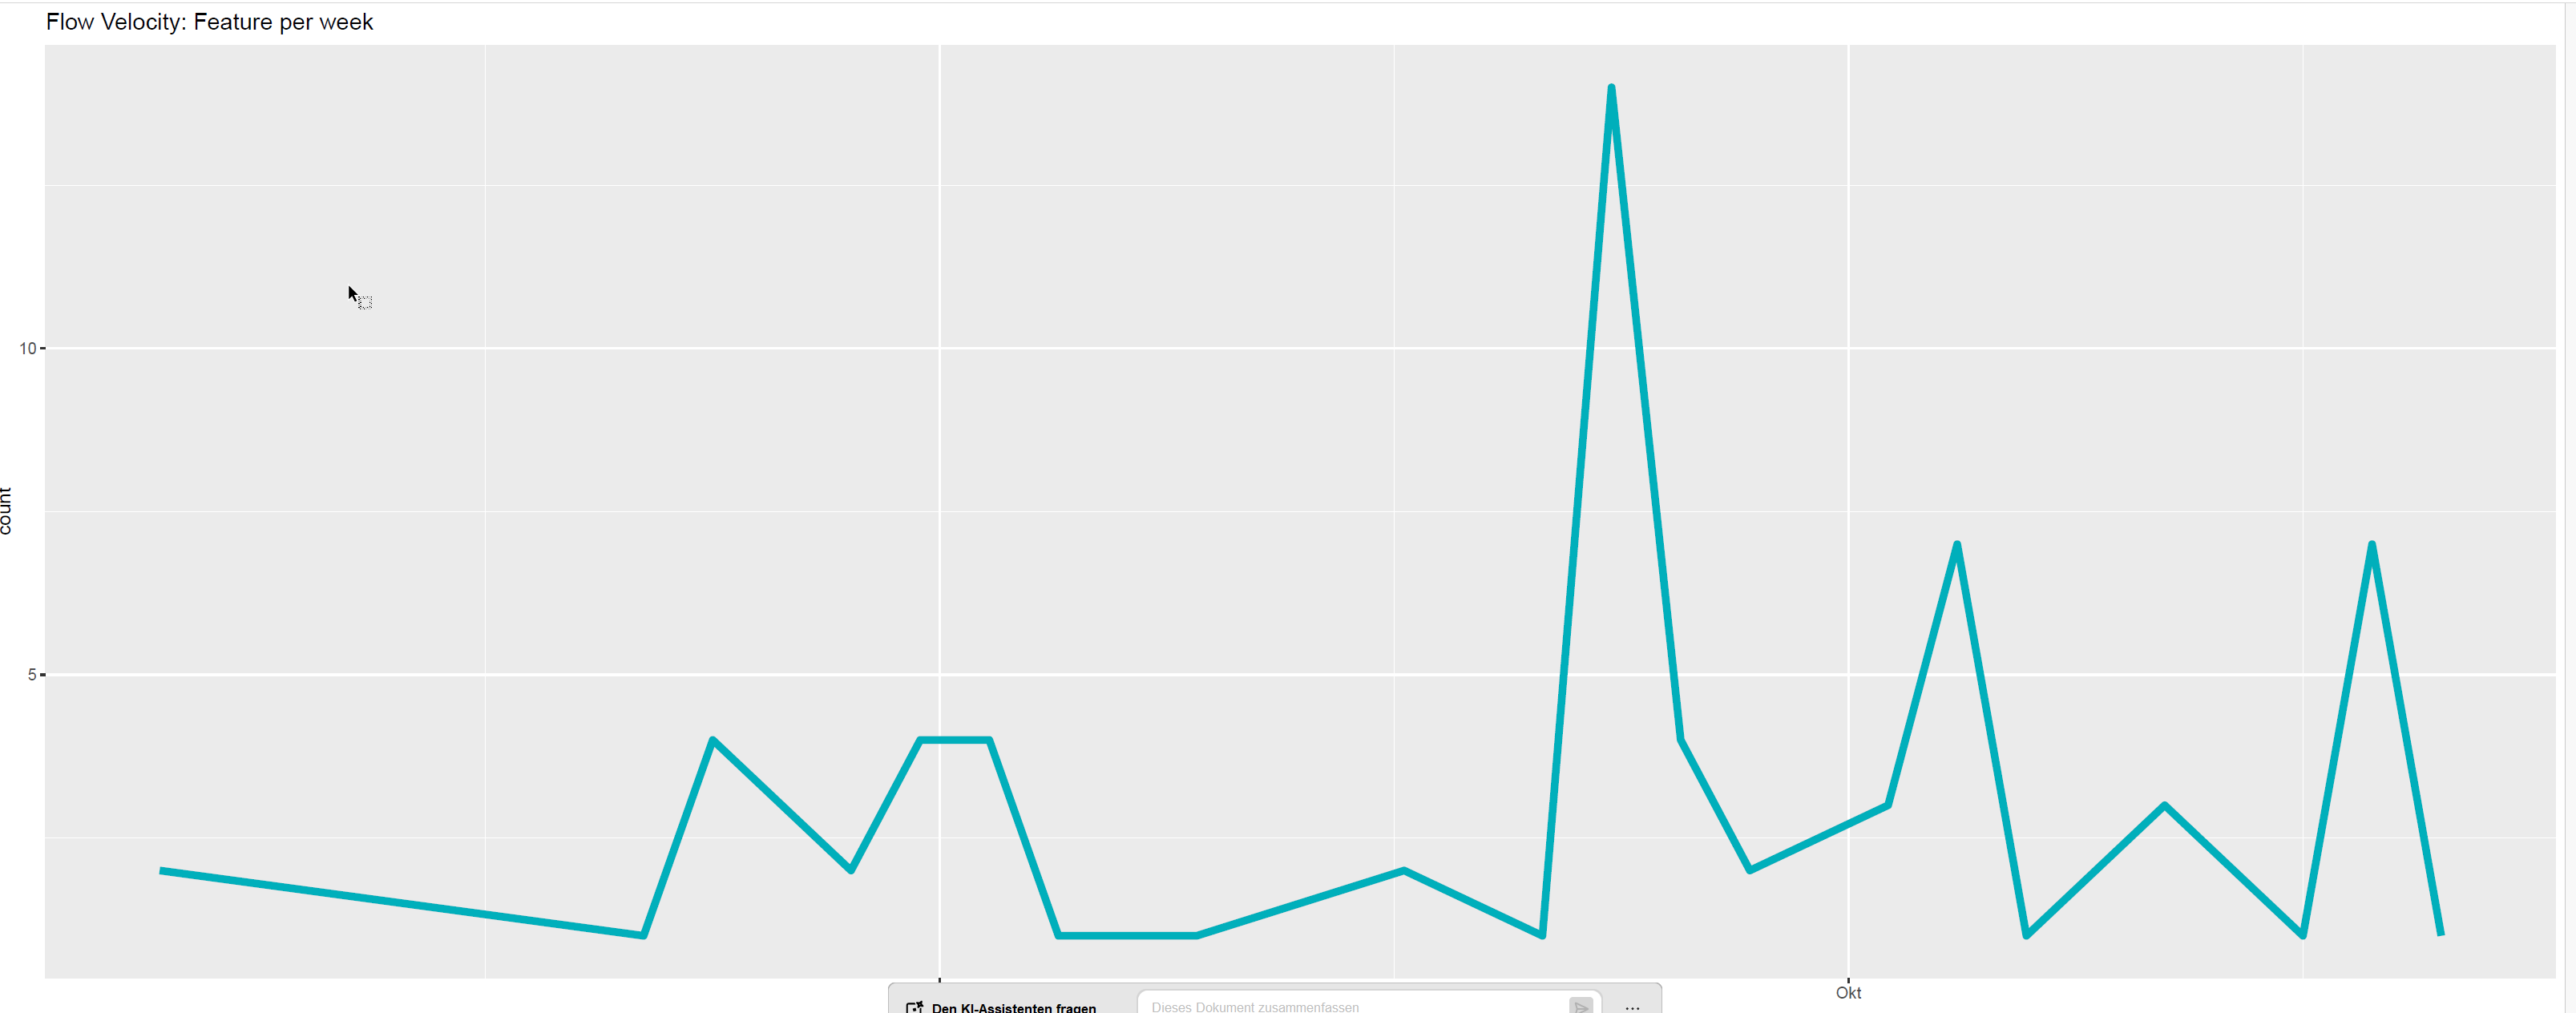 Flow Velocity: Feature per week
10
count
5
Okt
Den KI-Assistenten fragen
Dieses Dokument zusammenfassen
...